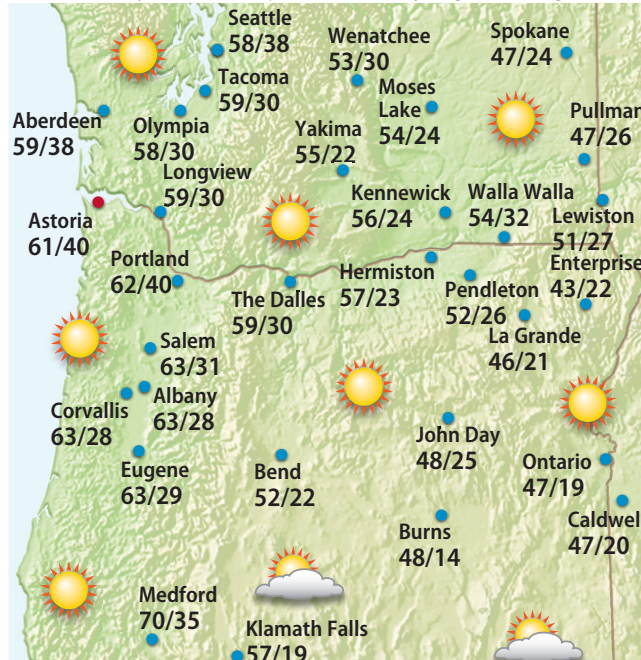 Seattle
58/38
Wenatchee
53/30
Spokane
47/24
Tacoma
59/30
Moses
Lake
54/24
Aberdeen
59/38
Olympia
58/30
Yakima
55/22
Pullman
47/26
Longview
59/30
Kennewick
56/24
Walla Walla
54/32
Lewiston
51/27
Astoria
61/40
Portland
62/40
The Dalles
59/30
Hermiston
57/23
Pendleton
52/26
Enterprise
43/22
La Grande
46/21
Salem
63/31
Albany
63/28
Corvallis
63/28
John Day
48/25
Eugene
63/29
Bend
52/22
Ontario
47/19
Burns
48/14
Caldwel
47/20
Medford
70/35
Klamath Falls
57/19